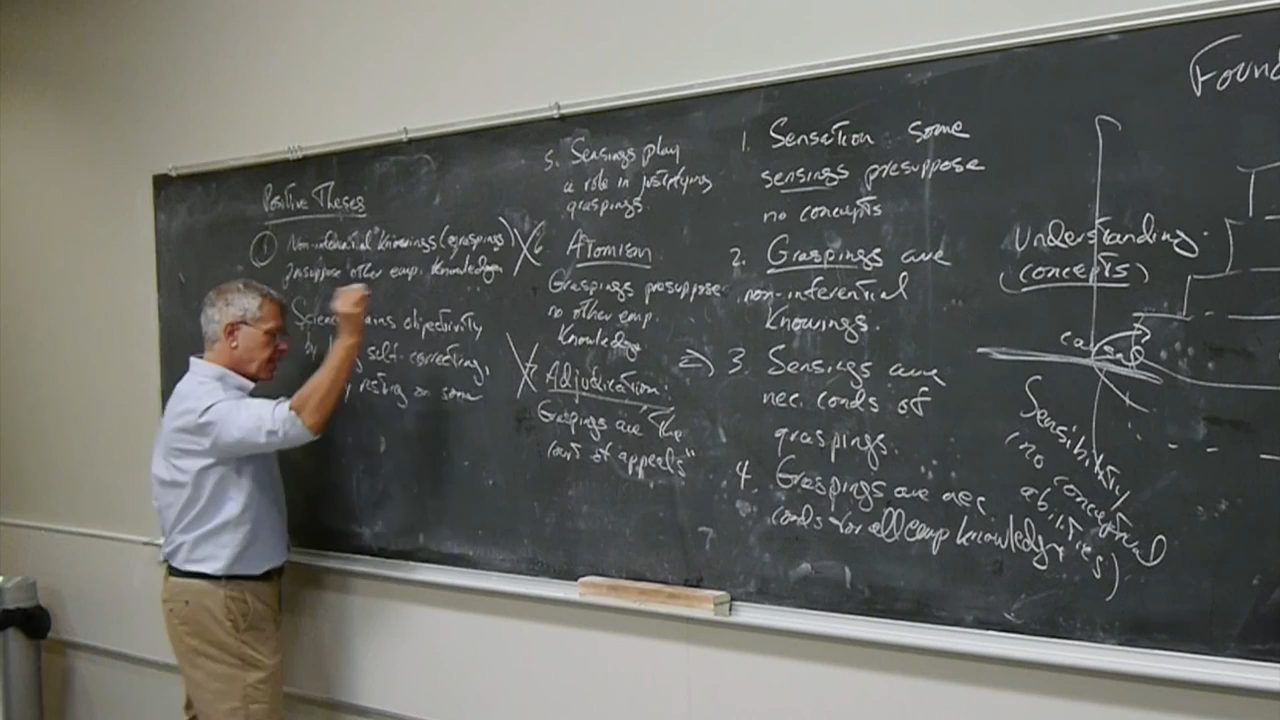 Positive Theses
① Non-inferential "Knowings (graspings)
presuppose other emp. Knowledge
objectivity
self-correcting,
resting on some
5. Sensings play
a role in justifying
graspings.
6. Atomism
Graspings presuppose
no other emp.
Knowledge
7. Adjudication:
Graspings are the
court of appeals"
1. Sensation some
sensings presuppose
no concepts
2. Graspings are
non-inferential
Knowings.
=> 3. Sensings are
nec. conds of
graspings.
4. Graspings are nec.
conds for all emp knowledge
Found
Understanding
(concepts)
causal
Sensibility
(no conceptual
abilities)